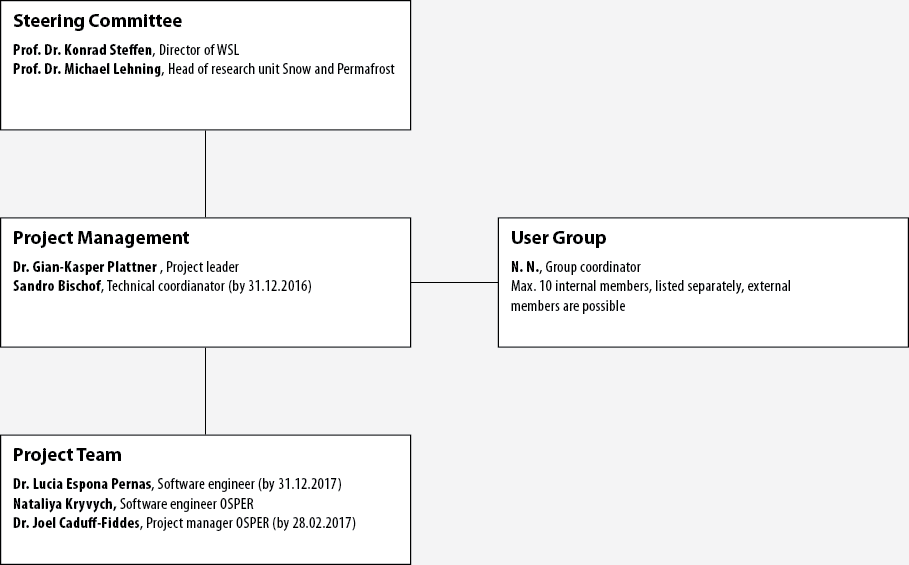 Steering Committee
Prof. Dr. Konrad Steffen, Director of WSL
Prof. Dr. Michael Lehning, Head of research unit Snow and Permafrost
Project Management
Dr. Gian-Kasper Plattner , Project leader
Sandro Bischof, Technical coordianator (by 31.12.2016)
User Group
N. N., Group coordinator
Max. 10 internal members, listed separately, external
members are possible
Project Team
Dr. Lucia Espona Pernas, Software engineer (by 31.12.2017)
Nataliya Kryvych, Software engineer OSPER
Dr. Joel Caduff-Fiddes, Project manager OSPER (by 28.02.2017)